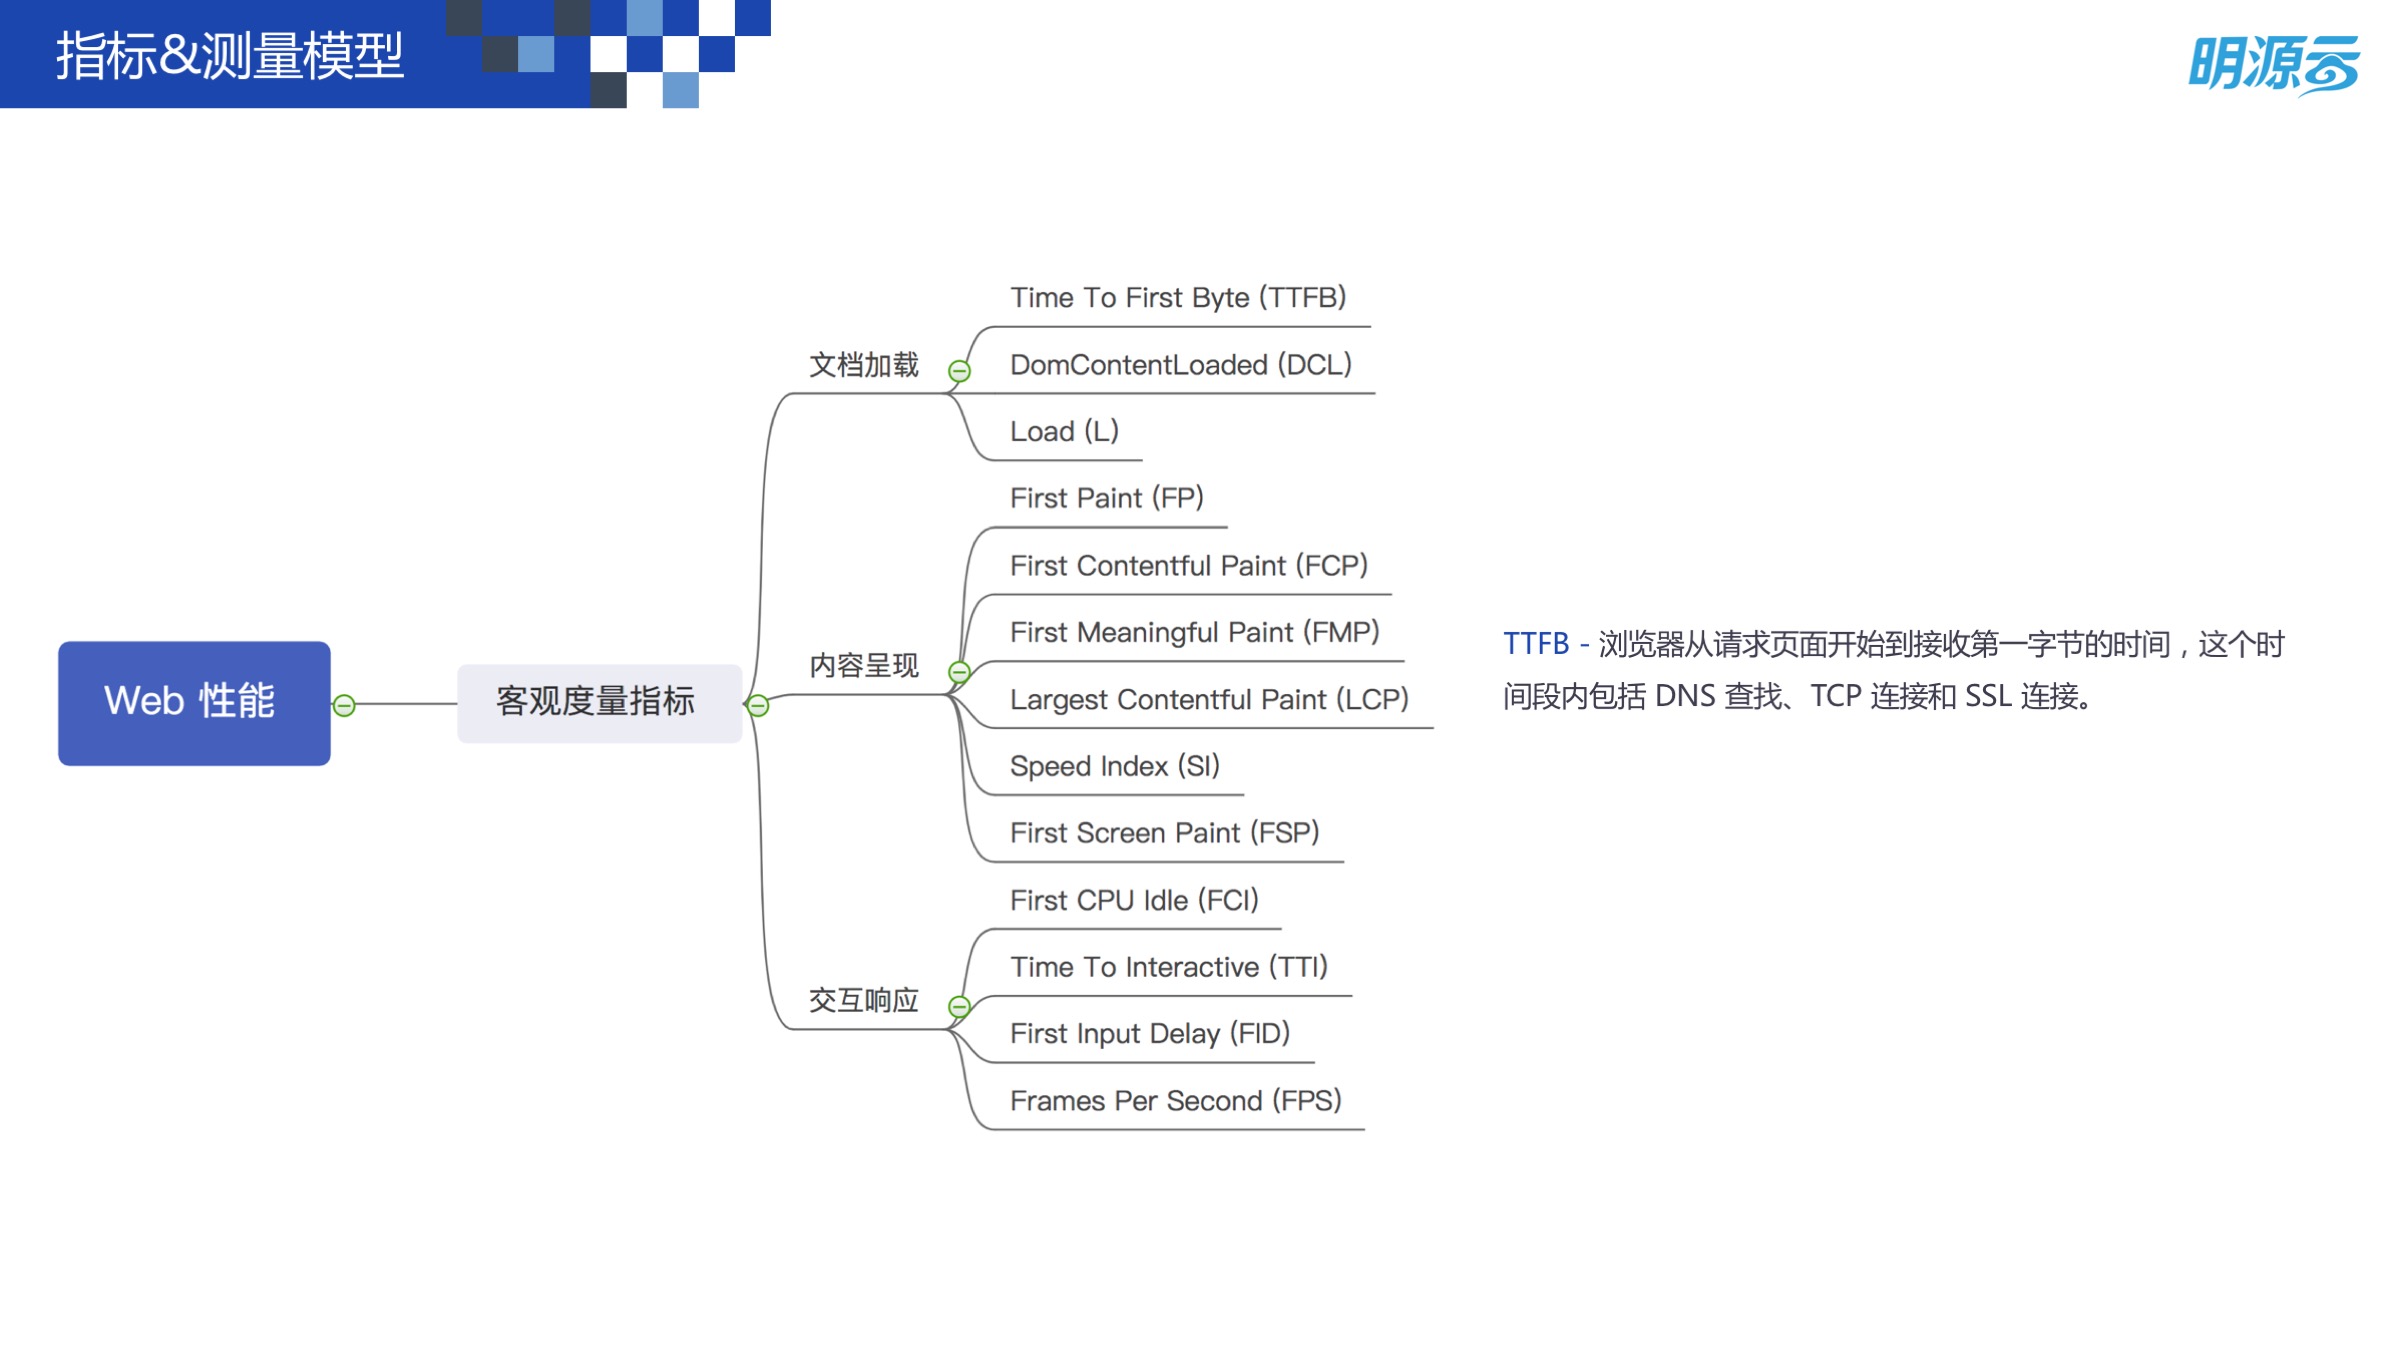 指标&测量模型
明源云
Time To First Byte (TTFB)
文档加载
DomContentLoaded (DCL)
Load (L)
First Paint (FP)
First Contentful Paint (FCP)
First Meaningful Paint (FMP)
内容呈现
Largest Contentful Paint (LCP)
Speed Index (SI)
First Screen Paint (FSP)
Web 性能
客观度量指标
First CPU Idle (FCI)
Time To Interactive (TTI)
交互响应
First Input Delay (FID)
Frames Per Second (FPS)
TTFB - 浏览器从请求页面开始到接收第一字节的时间，这个时
间段内包括 DNS 查找、TCP 连接和 SSL 连接。